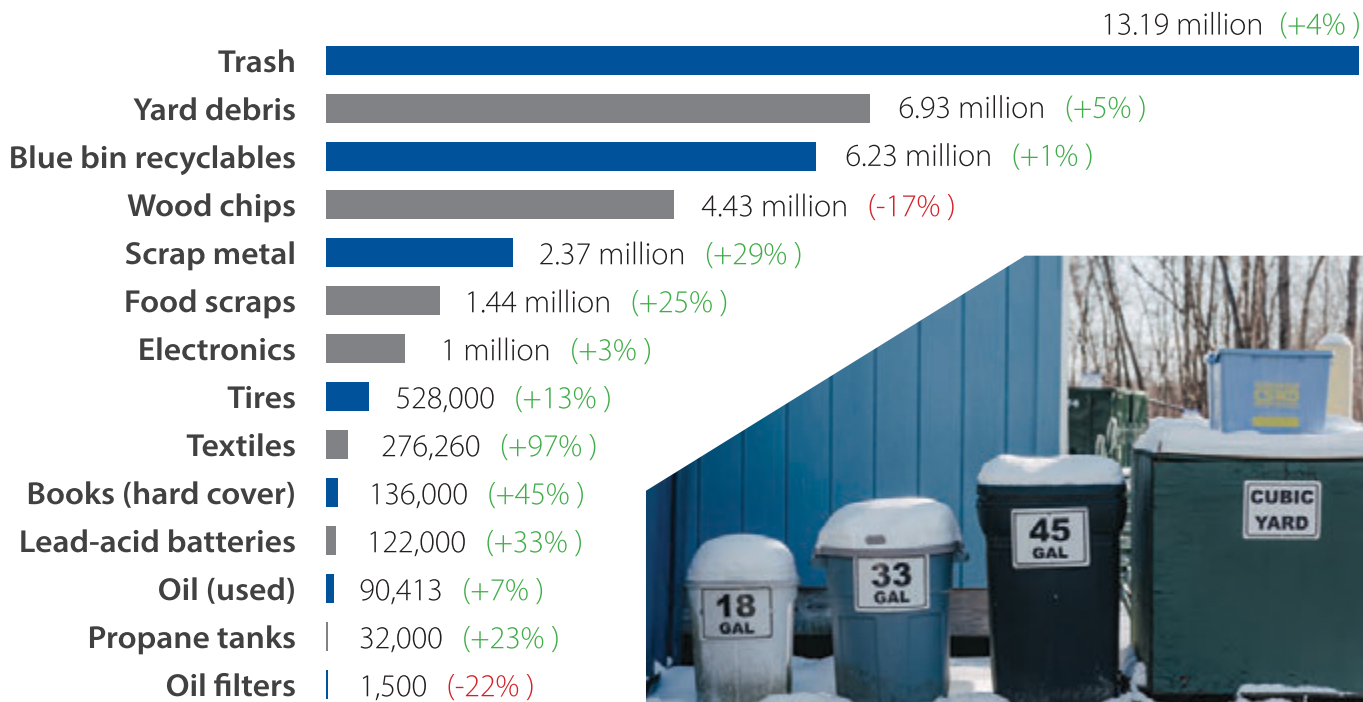 13.19 million (+4% )
Trash
Yard debris 6.93 million (+5% )
Blue bin recyclables 6.23 million (+1% )
Wood chips 4.43 million (-17% )
Scrap metal 2.37 million (+29% )
Food scraps 1.44 million (+25% )
Electronics 1 million (+3% )
Tires 528,000 (+13% )
Textiles 276,260 (+97% )
Books (hard cover) 136,000 (+45% )
Lead-acid batteries 122,000 (+33% )
Oil (used) 90,413 (+7% )
Propane tanks 32,000 (+23% )
Oil filters 1,500 (-22% )
18
GAL
33
GAL
45
GAL
CUBIC
YARD